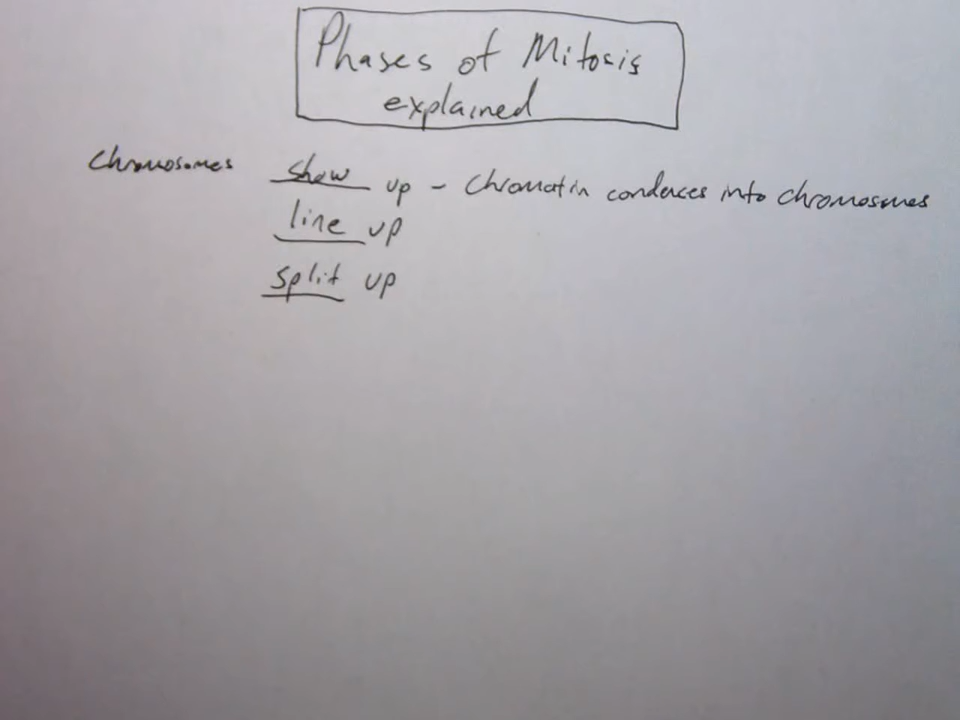 Phases of Mitosis
explained
Chromosomes show up - Chromatin condences into chromosomes
line up
split up